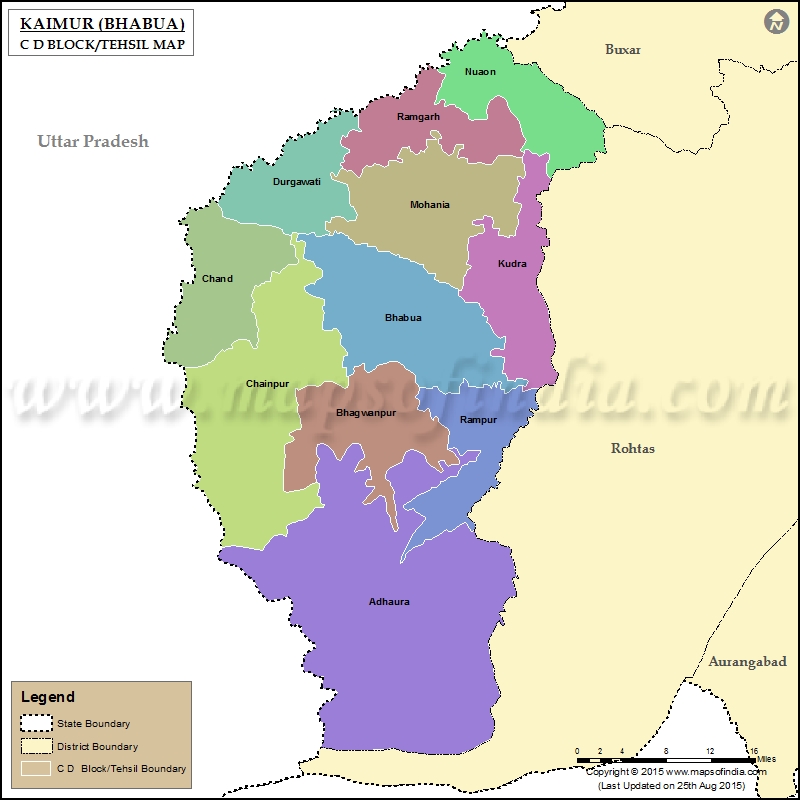 KAIMUR (BHABUA)
C D BLOCK/TEHSIL MAP
N
Buxar
Nuaon
Ramgarh
Uttar Pradesh
Durgawati
Mohania
Kudra
Chand
Bhabua
Chainpur
www.mapsofindia.com
Bhagwanpur
Rampur
Rohtas
Adhaura
Aurangabad
Legend
State Boundary
District Boundary
C D Block/Tehsil Boundary
0 2 4 8 12 16
Miles
Copyright © 2015 www.mapsofindia.com
(Last Updated on 25th Aug 2015)